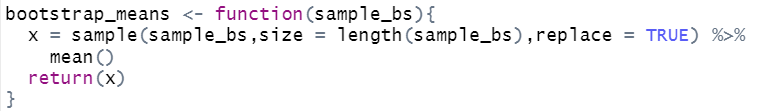 bootstrap_means <- function(sample_bs){
  x = sample(sample_bs,size = length(sample_bs),replace = TRUE) %>%
    mean()
  return(x)
}